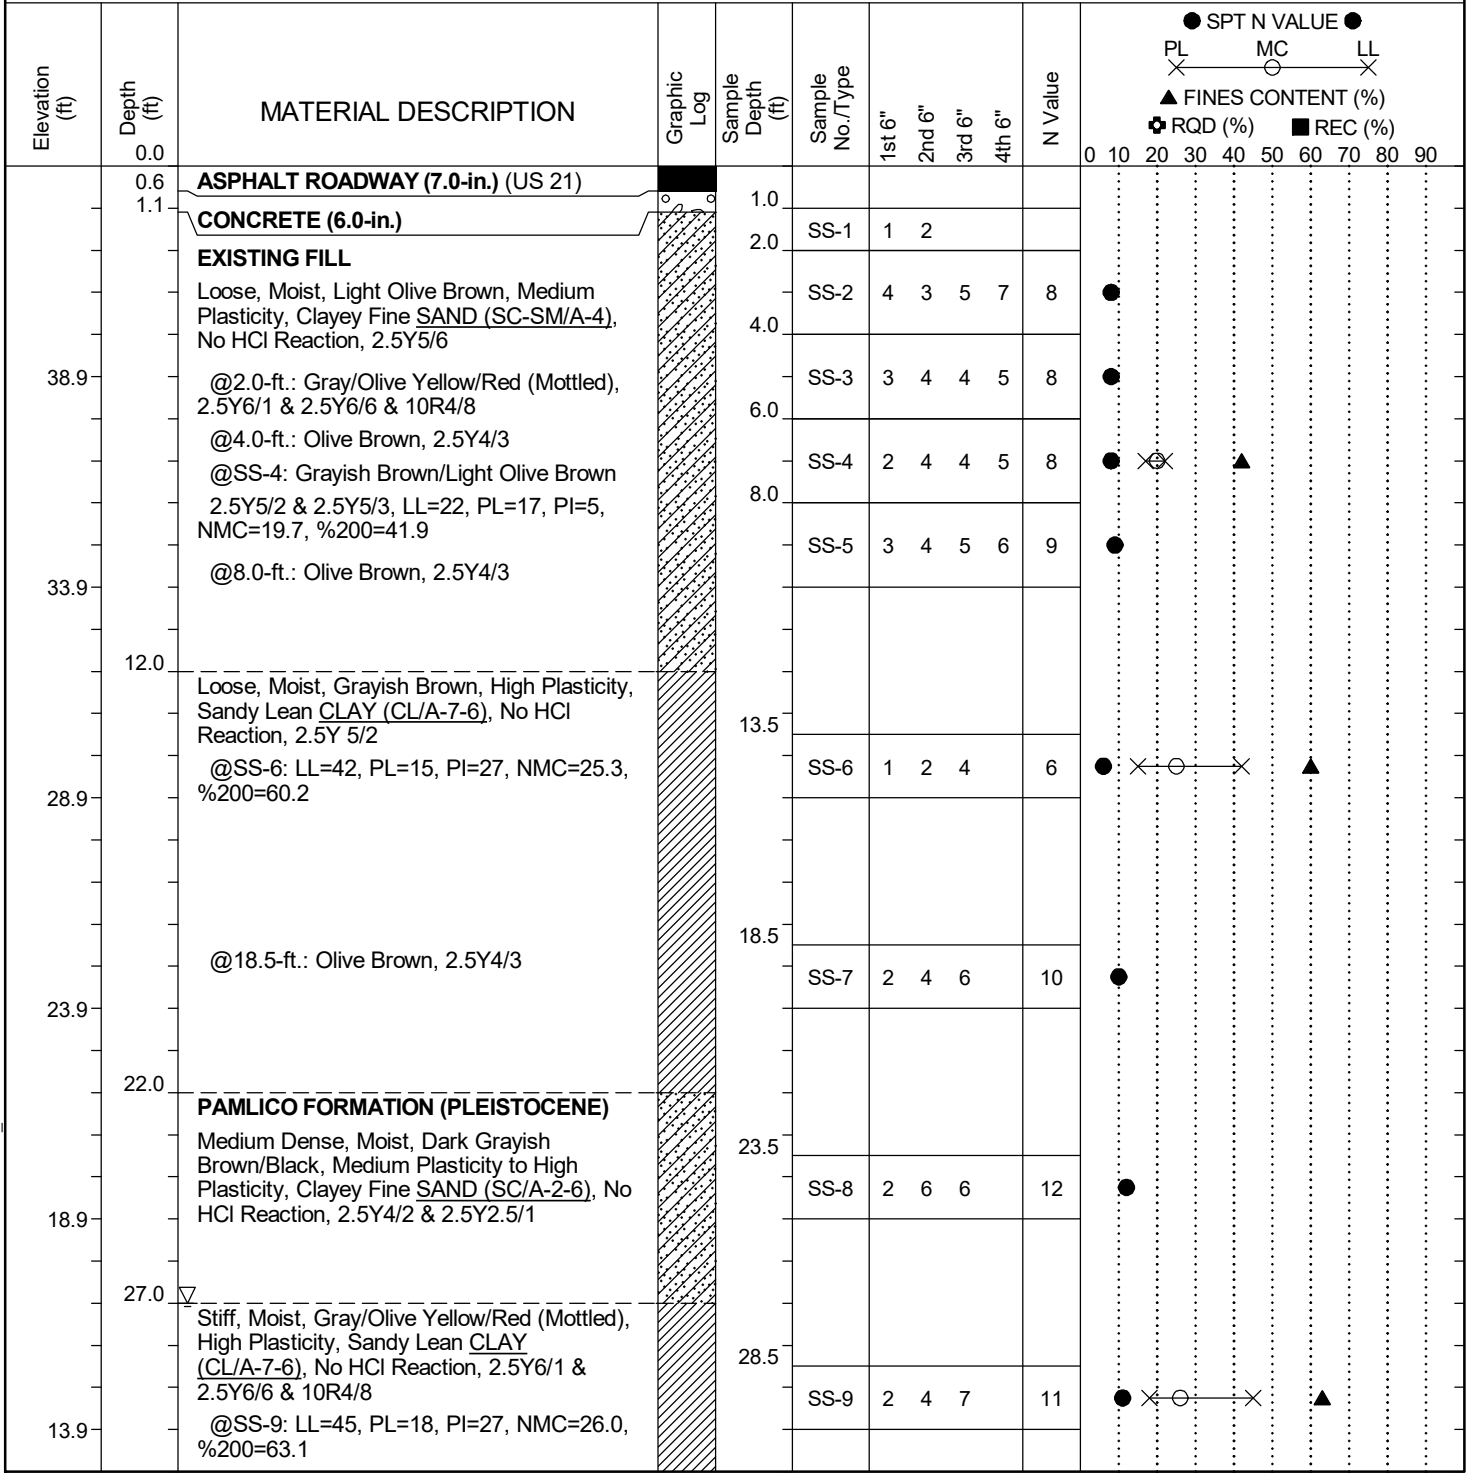 ● SPT N VALUE ●
PL MC LL
▲ FINES CONTENT (%)
RQD (%) ■ REC (%)
Elevation (ft)
Depth (ft)
MATERIAL DESCRIPTION
Graphic Log
Sample Depth (ft)
Sample No./Type
1st 6"
2nd 6"
3rd 6"
4th 6"
N Value
0.0
0 10 20 30 40 50 60 70 80 90
0.6 ASPHALT ROADWAY (7.0-in.) (US 21)
1.1 1.0
CONCRETE (6.0-in.)
SS-1 1 2
2.0
EXISTING FILL
Loose, Moist, Light Olive Brown, Medium
Plasticity, Clayey Fine SAND (SC-SM/A-4),
No HCl Reaction, 2.5Y5/6
SS-2 4 3 5 7 8
4.0
38.9
@2.0-ft.: Gray/Olive Yellow/Red (Mottled),
2.5Y6/1 & 2.5Y6/6 & 10R4/8
SS-3 3 4 4 5 8
6.0
@4.0-ft.: Olive Brown, 2.5Y4/3
@SS-4: Grayish Brown/Light Olive Brown
2.5Y5/2 & 2.5Y5/3, LL=22, PL=17, PI=5,
NMC=19.7, %200=41.9
SS-4 2 4 4 5 8
8.0
@8.0-ft.: Olive Brown, 2.5Y4/3
SS-5 3 4 5 6 9
33.9
12.0
Loose, Moist, Grayish Brown, High Plasticity,
Sandy Lean CLAY (CL/A-7-6), No HCl
Reaction, 2.5Y 5/2
13.5
@SS-6: LL=42, PL=15, PI=27, NMC=25.3,
%200=60.2
SS-6 1 2 4 6
28.9
18.5
@18.5-ft.: Olive Brown, 2.5Y4/3
SS-7 2 4 6 10
23.9
22.0
PAMLICO FORMATION (PLEISTOCENE)
Medium Dense, Moist, Dark Grayish
Brown/Black, Medium Plasticity to High
Plasticity, Clayey Fine SAND (SC/A-2-6), No
HCl Reaction, 2.5Y4/2 & 2.5Y2.5/1
23.5
SS-8 2 6 6 12
18.9
27.0
Stiff, Moist, Gray/Olive Yellow/Red (Mottled),
High Plasticity, Sandy Lean CLAY
(CL/A-7-6), No HCl Reaction, 2.5Y6/1 &
2.5Y6/6 & 10R4/8
28.5
@SS-9: LL=45, PL=18, PI=27, NMC=26.0,
%200=63.1
SS-9 2 4 7 11
13.9